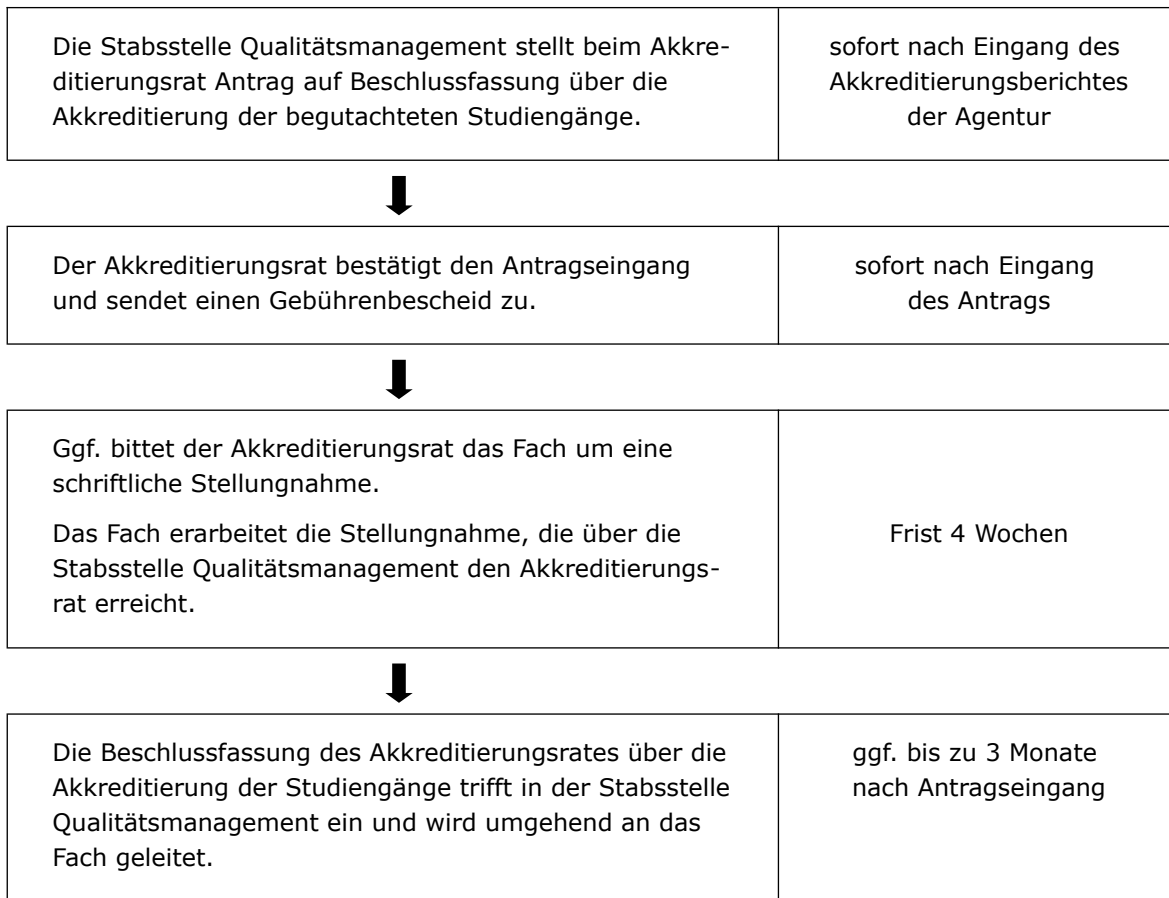 Die Stabsstelle Qualitätsmanagement stellt beim Akkre-
ditierungsrat Antrag auf Beschlussfassung über die
Akkreditierung der begutachteten Studiengänge.
sofort nach Eingang des
Akkreditierungsberichtes
der Agentur
Der Akkreditierungsrat bestätigt den Antragseingang
und sendet einen Gebührenbescheid zu.
sofort nach Eingang
des Antrags
Ggf. bittet der Akkreditierungsrat das Fach um eine
schriftliche Stellungnahme.
Das Fach erarbeitet die Stellungnahme, die über die
Stabsstelle Qualitätsmanagement den Akkreditierungs-
rat erreicht.
Frist 4 Wochen
Die Beschlussfassung des Akkreditierungsrates über die
Akkreditierung der Studiengänge trifft in der Stabsstelle
Qualitätsmanagement ein und wird umgehend an das
Fach geleitet.
ggf. bis zu 3 Monate
nach Antragseingang